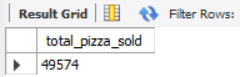 Result Grid Filter Rows:
total_pizza_sold
49574